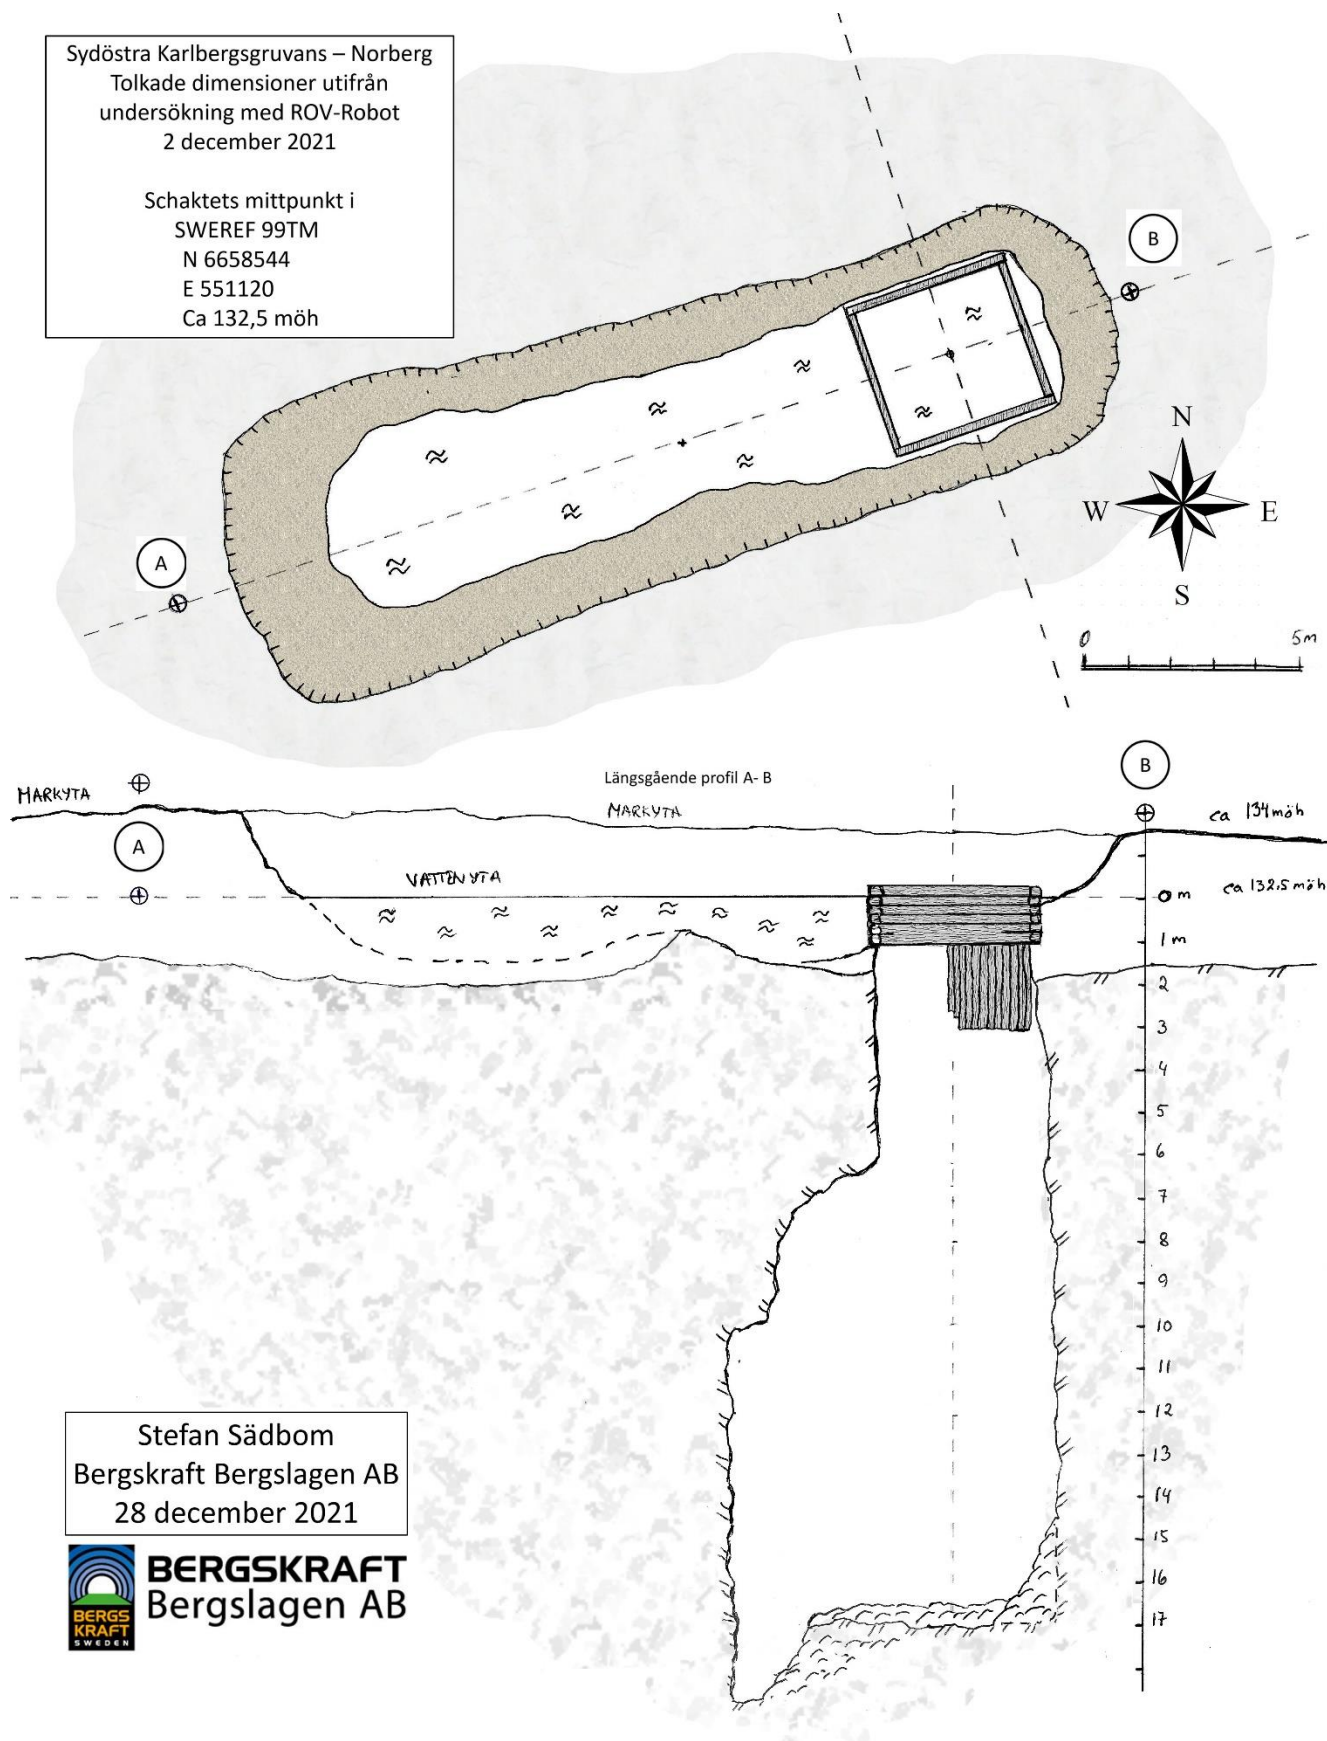 Sydöstra Karlbergsgruvans – Norberg
Tolkade dimensioner utifrån
undersökning med ROV-Robot
2 december 2021
Schaktets mittpunkt i
SWEREF 99TM
N 6658544
E 551120
Ca 132,5 möh
B
A
N
W
E
S
0
5m
Längsgående profil A- B
B
MARKYTA
MARKYTA
ca 134möh
A
VATTENYTA
0 m
ca 132.5 möh
1 m
2
3
4
5
6
7
8
9
10
11
12
13
14
15
16
17
Stefan Sädbom
Bergskraft Bergslagen AB
28 december 2021
BERGSKRAFT
Bergslagen AB
BERGS
KRAFT
SWEDEN